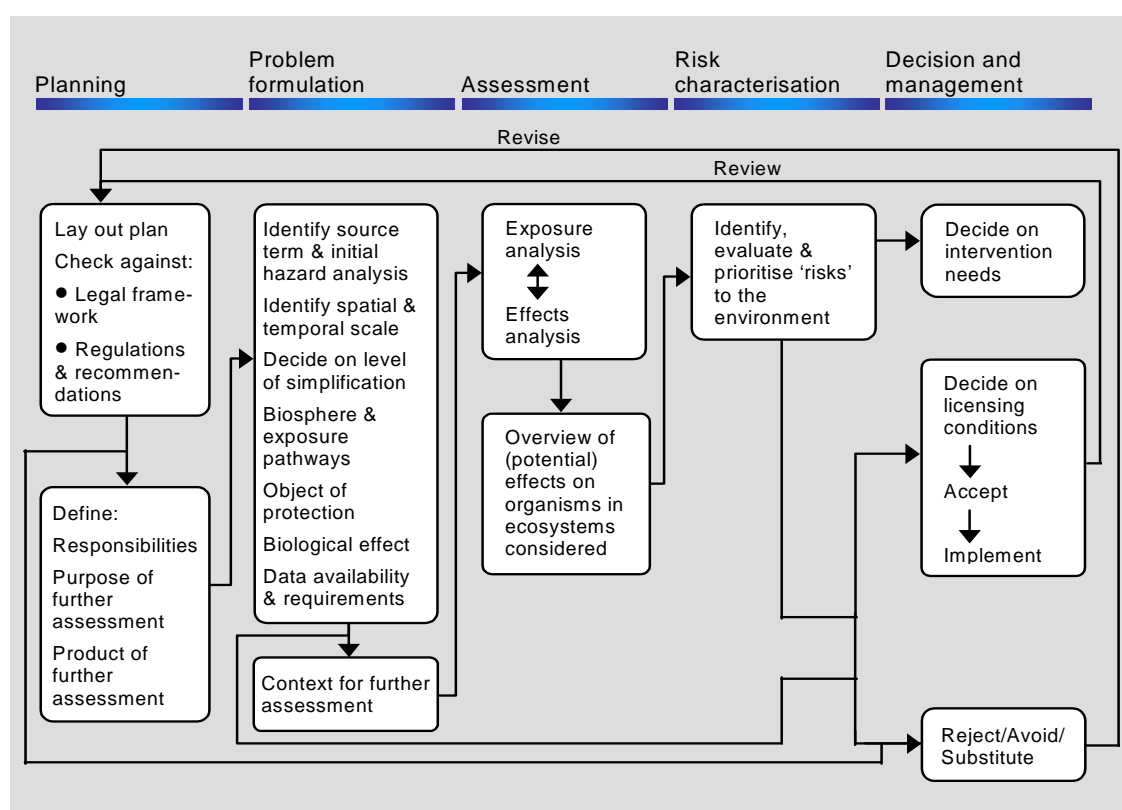 Planning
Problem
formulation
Assessment
Risk
characterisation
Decision and
management
Revise
Review
Lay out plan
Check against:
● Legal frame-
work
● Regulations
& recommen-
dations
Define:
Responsibilities
Purpose of
further
assessment
Product of
further
assessment
Identify source
term & initial
hazard analysis
Identify spatial &
temporal scale
Decide on level
of simplification
Biosphere &
exposure
pathways
Object of
protection
Biological effect
Data availability
& requirements
Context for further
assessment
Exposure
analysis
Effects
analysis
Overview of
(potential)
effects on
organisms in
ecosystems
considered
Identify,
evaluate &
prioritise ‘risks’
to the
environment
Decide on
intervention
needs
Decide on
licensing
conditions
Accept
Implement
Reject/Avoid/
Substitute